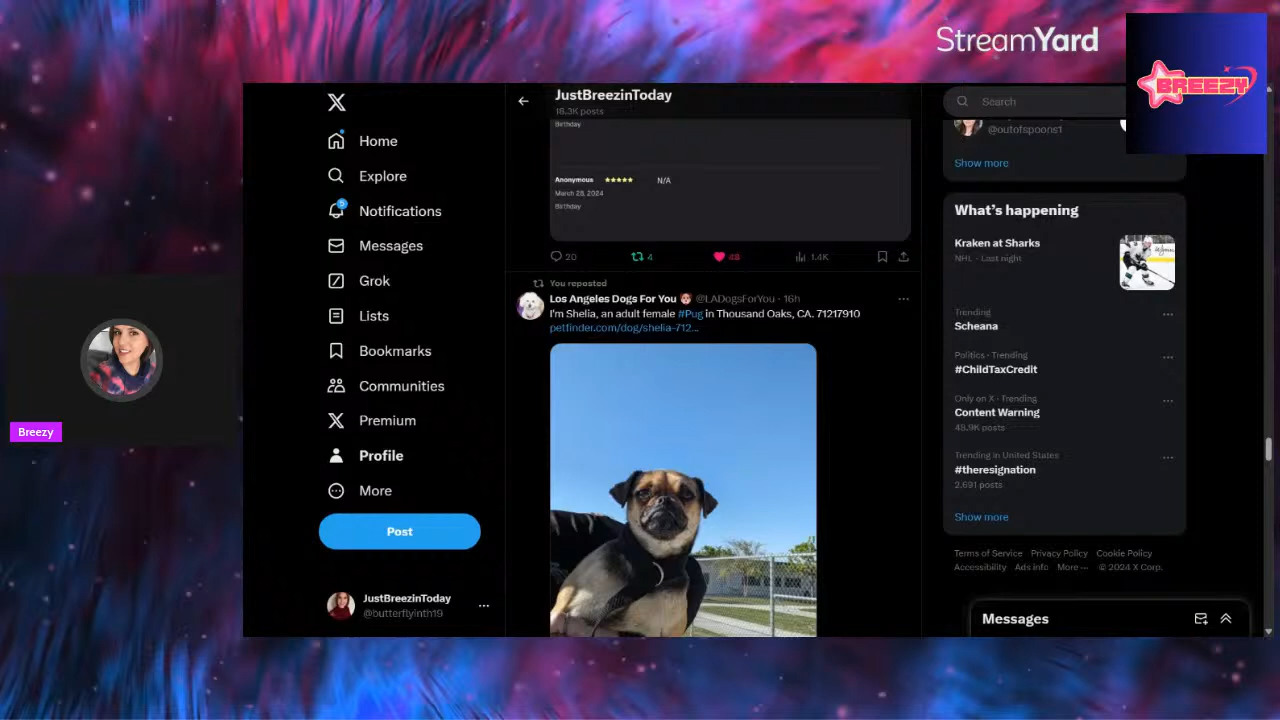 StreamYard
BREEZY
JustBreezinToday
16.3K posts
Search
Home
Explore
Notifications
5
Messages
Grok
Lists
Bookmarks
Communities
Premium
Profile
More
Post
JustBreezinToday
@butterflyinth19
Birthday
Anonymous ★★★★★ N/A
March 28, 2024
Birthday
20 4 48 1.4K
You reposted
Los Angeles Dogs For You @LADogsForYou · 16h
I'm Shelia, an adult female #Pug in Thousand Oaks, CA. 71217910
petfinder.com/dog/shelia-712...
@outofspoons1
Show more
What's happening
Kraken at Sharks
NHL · Last night
Trending
Scheana
Politics · Trending
#ChildTaxCredit
Only on X · Trending
Content Warning
48.9K posts
Trending in United States
#theresignation
2,691 posts
Show more
Terms of Service Privacy Policy Cookie Policy
Accessibility Ads info More ··· © 2024 X Corp.
Messages
Breezy